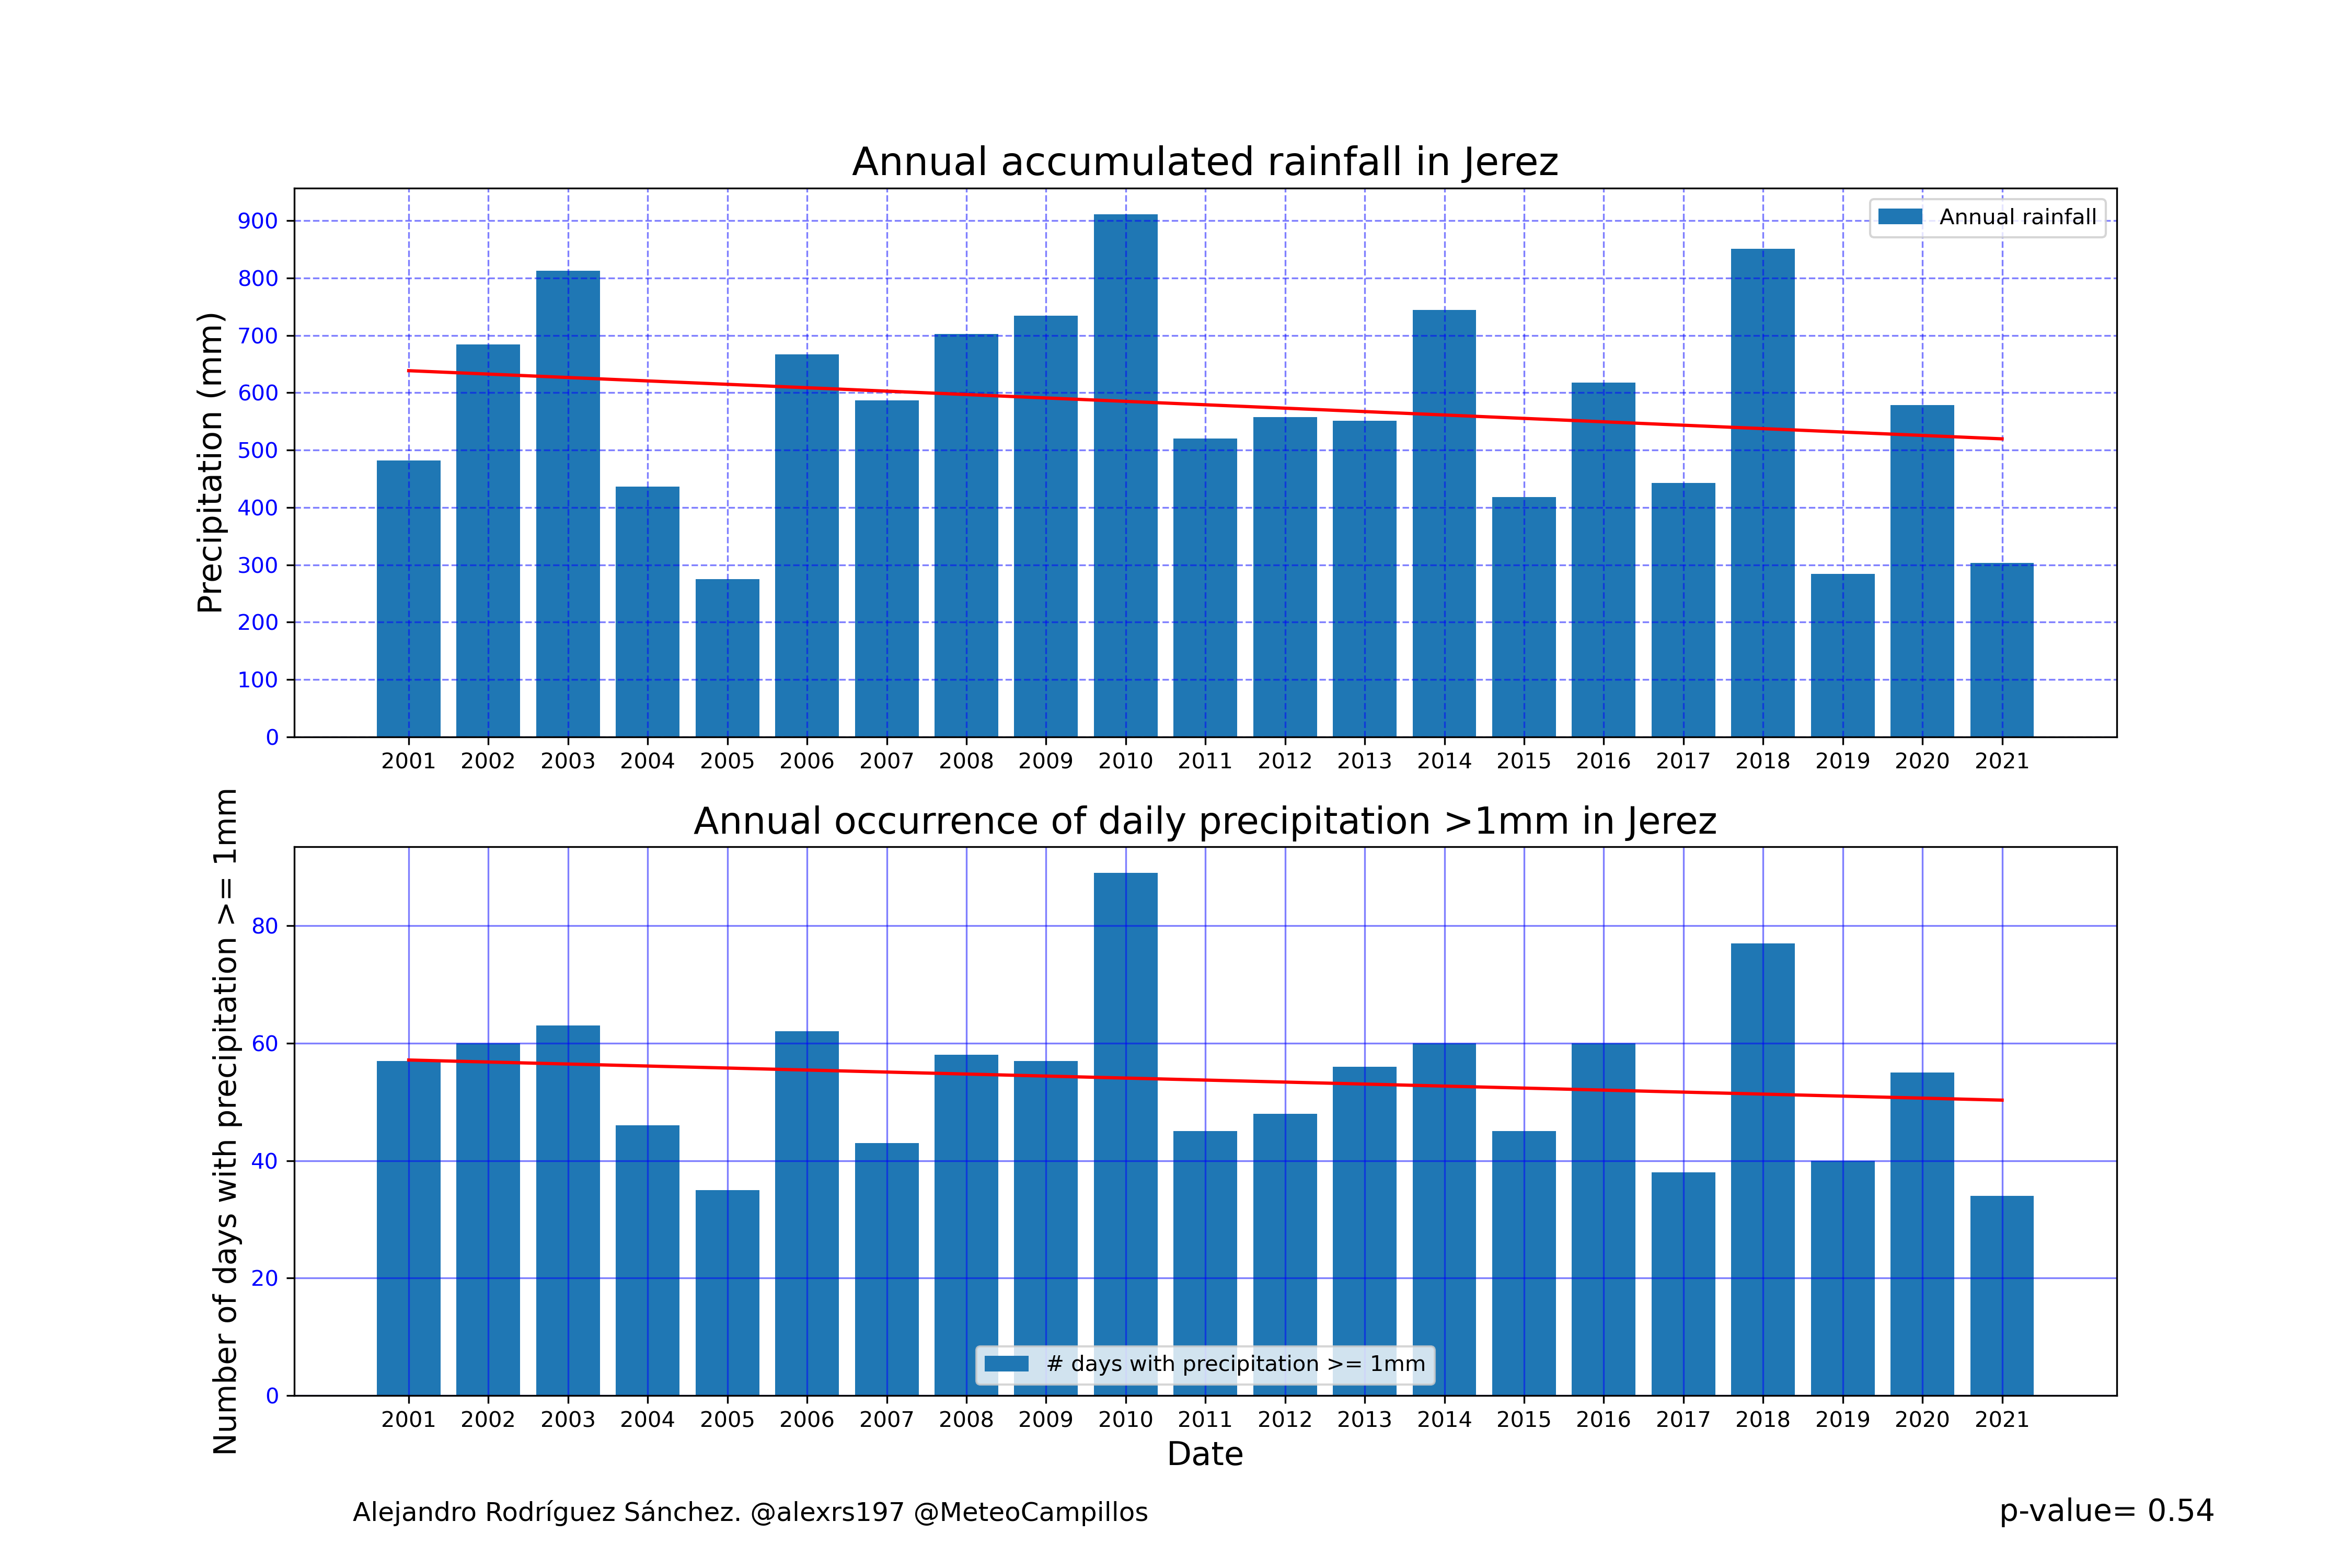 Annual accumulated rainfall in Jerez
Precipitation (mm)
900
800
700
600
500
400
300
200
100
0
Annual rainfall
2001 2002 2003 2004 2005 2006 2007 2008 2009 2010 2011 2012 2013 2014 2015 2016 2017 2018 2019 2020 2021
Annual occurrence of daily precipitation >1mm in Jerez
Number of days with precipitation >= 1mm
80
60
40
20
0
# days with precipitation >= 1mm
2001 2002 2003 2004 2005 2006 2007 2008 2009 2010 2011 2012 2013 2014 2015 2016 2017 2018 2019 2020 2021
Date
Alejandro Rodríguez Sánchez. @alexrs197 @MeteoCampillos
p-value= 0.54